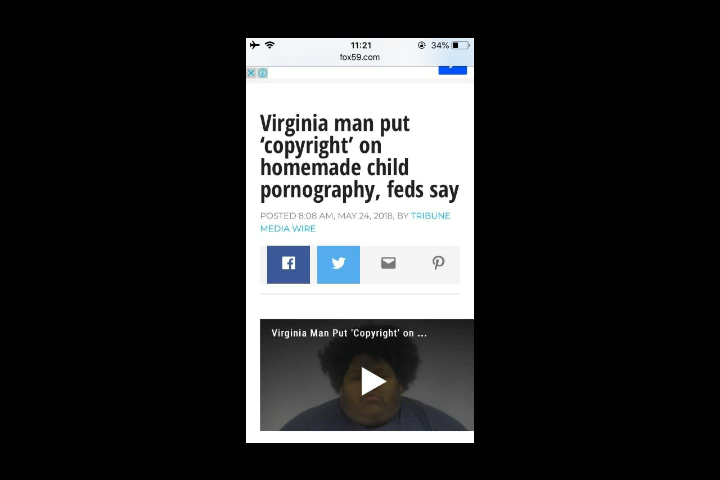 11:21
34%
fox59.com
Virginia man put
‘copyright’ on
homemade child
pornography, feds say
POSTED 8:08 AM, MAY 24, 2018, BY TRIBUNE
MEDIA WIRE
Virginia Man Put 'Copyright' on ...